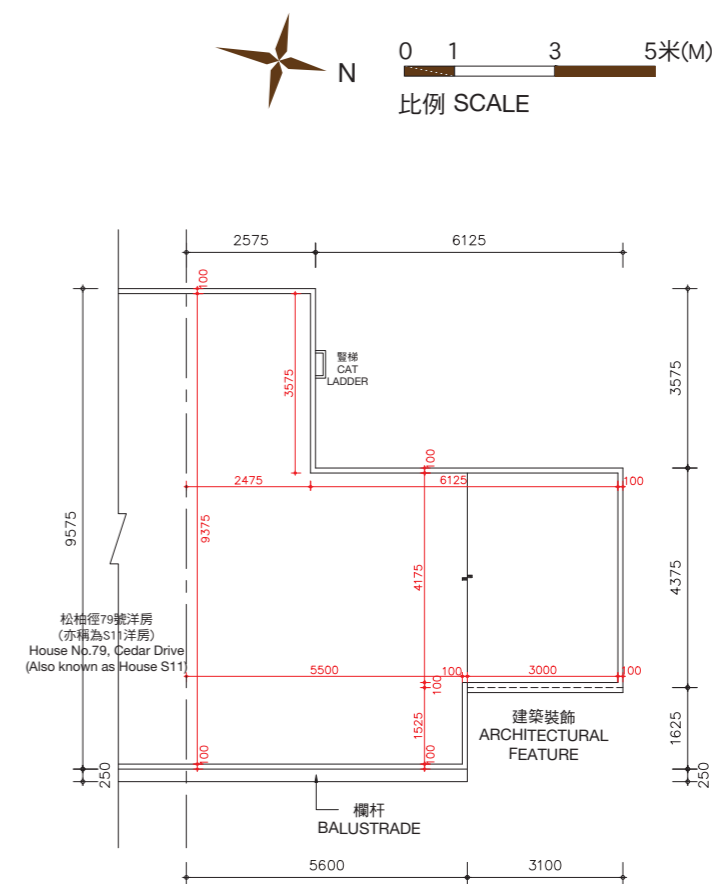 N
0 1 3 5米(M)
比例 SCALE
2575 6125
100
豎梯
CAT
LADDER
3575
3575
100
2475 6125 100
9575
9375
4175
4375
松柏徑79號洋房
(亦稱為S11洋房)
House No.79, Cedar Drive
(Also known as House S11)
5500 100 3000 100
100
建築裝飾
ARCHITECTURAL
FEATURE
1525
1625
100 100
250 250
欄杆
BALUSTRADE
5600 3100